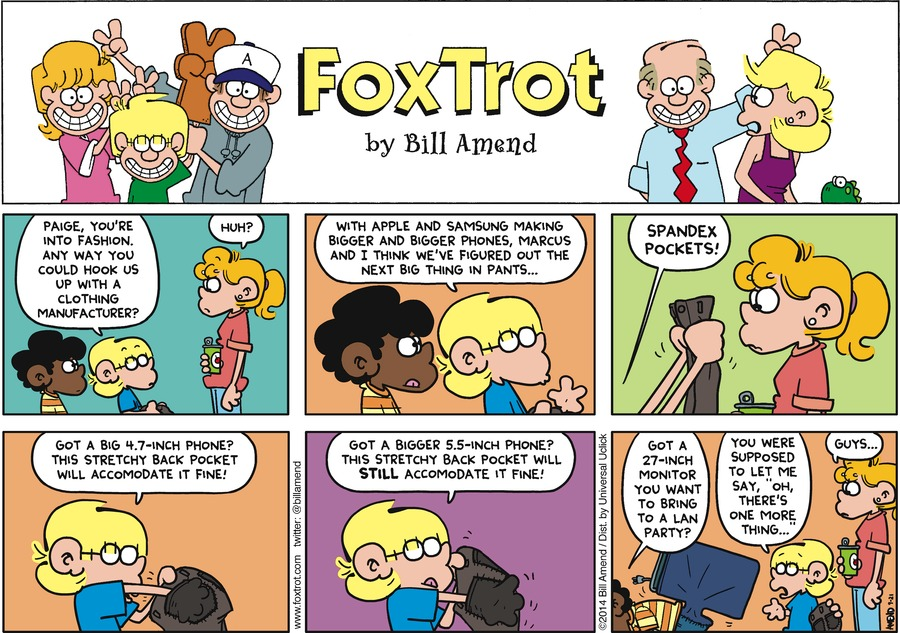 A
FOXTROT
by Bill Amend
PAIGE, YOU'RE
INTO FASHION.
ANY WAY YOU
COULD HOOK US
UP WITH A
CLOTHING
MANUFACTURER?
HUH?
WITH APPLE AND SAMSUNG MAKING
BIGGER AND BIGGER PHONES, MARCUS
AND I THINK WE'VE FIGURED OUT THE
NEXT BIG THING IN PANTS...
SPANDEX
POCKETS!
GOT A BIG 4.7-INCH PHONE?
THIS STRETCHY BACK POCKET
WILL ACCOMODATE IT FINE!
www.foxtrot.com twitter: @billamend
GOT A BIGGER 5.5-INCH PHONE?
THIS STRETCHY BACK POCKET WILL
STILL ACCOMODATE IT FINE!
©2014 Bill Amend / Dist. by Universal Uclick
GOT A
27-INCH
MONITOR
YOU WANT
TO BRING
TO A LAN
PARTY?
YOU WERE
SUPPOSED
TO LET ME
SAY, "OH,
THERE'S
ONE MORE
THING..."
GUYS...
AMEND 9-21